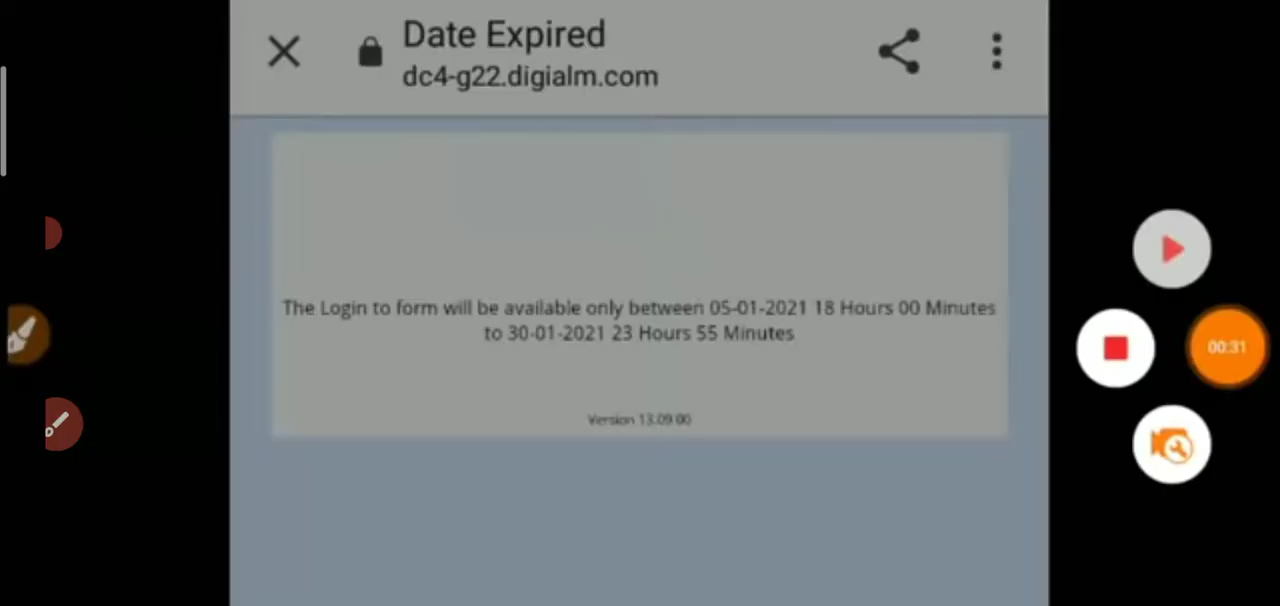 Date Expired
dc4-g22.digialm.com
The Login to form will be available only between 05-01-2021 18 Hours 00 Minutes
to 30-01-2021 23 Hours 55 Minutes
Version 13.09.00
00:31